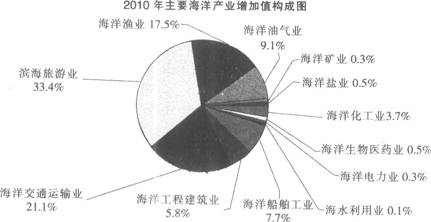 2010 年主要海洋产业增加值构成图
海洋渔业 17.5%
海洋油气业
9.1%
海洋矿业 0.3%
海洋盐业 0.5%
海洋化工业3.7%
海洋生物医药业 0.5%
海洋电力业 0.3%
海水利用业 0.1%
海洋船舶工业
7.7%
海洋工程建筑业
5.8%
海洋交通运输业
21.1%
滨海旅游业
33.4%